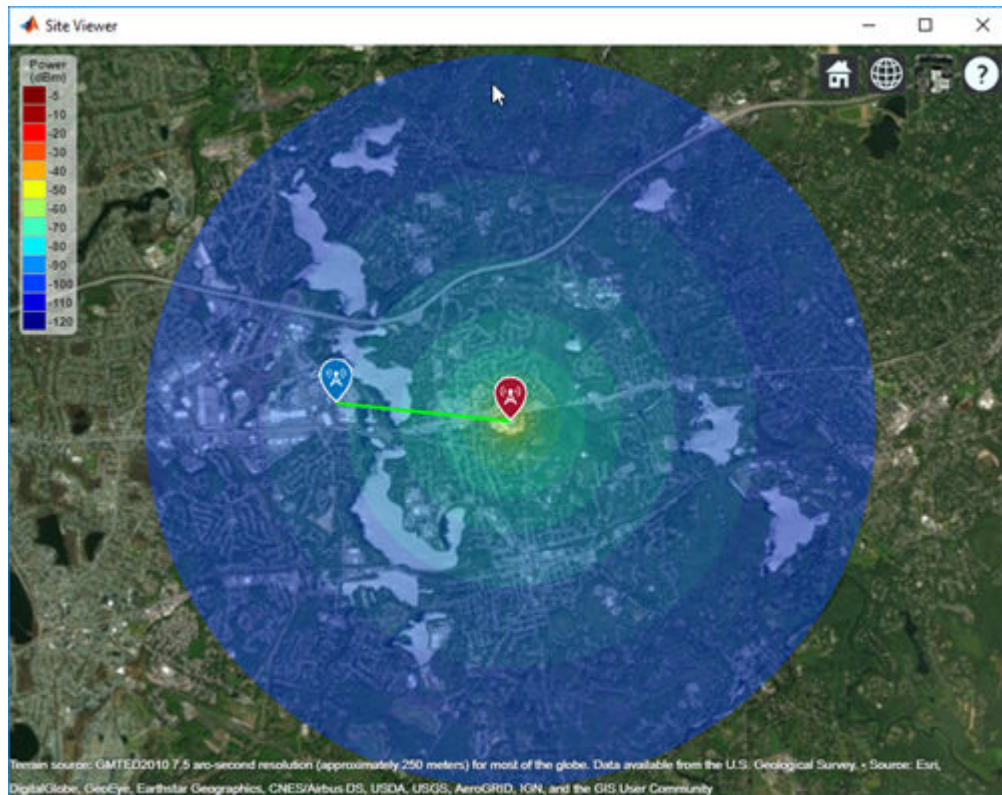 Site Viewer
Power
(dBm)
-5
-10
-20
-30
-40
-50
-60
-70
-80
-90
-100
-110
-120
?
Terrain source: GMTED2010 7.5 arc-second resolution (approximately 250 meters) for most of the globe. Data available from the U.S. Geological Survey. • Source: Esri,
DigitalGlobe, GeoEye, Earthstar Geographics, CNES/Airbus DS, USDA, USGS, AeroGRID, IGN, and the GIS User Community